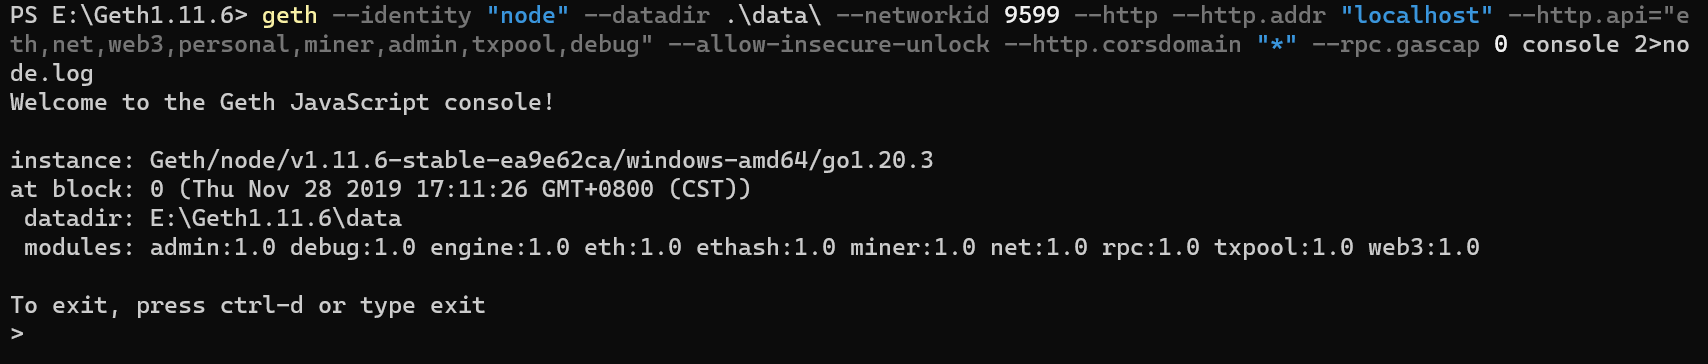 PS E:\Geth1.11.6> geth --identity "node" --datadir .\data\ --networkid 9599 --http --http.addr "localhost" --http.api="e
th,net,web3,personal,miner,admin,txpool,debug" --allow-insecure-unlock --http.corsdomain "*" --rpc.gascap 0 console 2>no
de.log
Welcome to the Geth JavaScript console!
instance: Geth/node/v1.11.6-stable-ea9e62ca/windows-amd64/go1.20.3
at block: 0 (Thu Nov 28 2019 17:11:26 GMT+0800 (CST))
datadir: E:\Geth1.11.6\data
modules: admin:1.0 debug:1.0 engine:1.0 eth:1.0 ethash:1.0 miner:1.0 net:1.0 rpc:1.0 txpool:1.0 web3:1.0
To exit, press ctrl-d or type exit
>